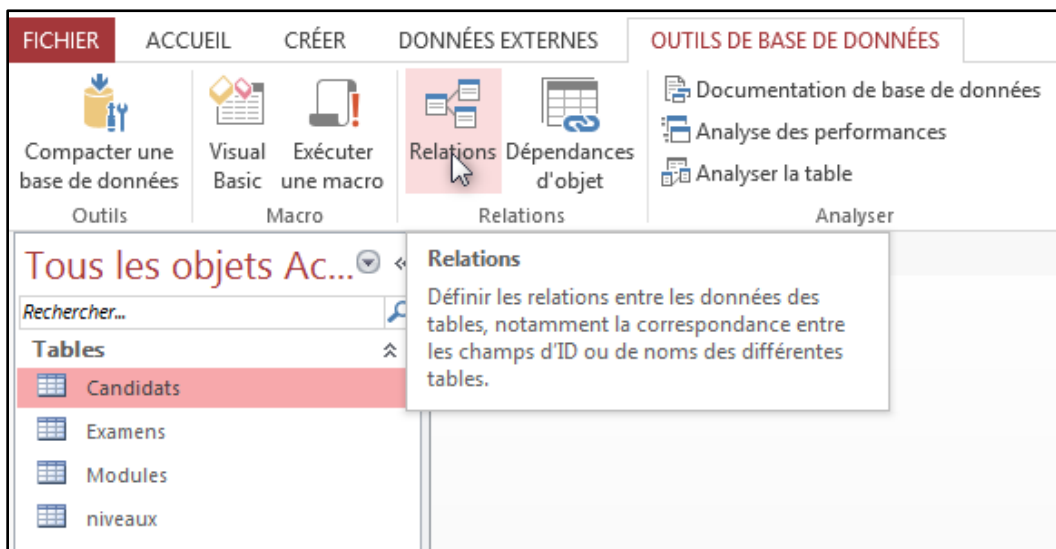 FICHIER ACCUEIL CRÉER DONNÉES EXTERNES OUTILS DE BASE DE DONNÉES
Compacter une
base de données
Visual
Basic
Exécuter
une macro
Relations
Dépendances
d'objet
Documentation de base de données
Analyse des performances
Analyser la table
Outils Macro Relations Analyser
Tous les objets Ac...
Rechercher...
Tables
Candidats
Examens
Modules
niveaux
Relations
Définir les relations entre les données des
tables, notamment la correspondance entre
les champs d'ID ou de noms des différentes
tables.